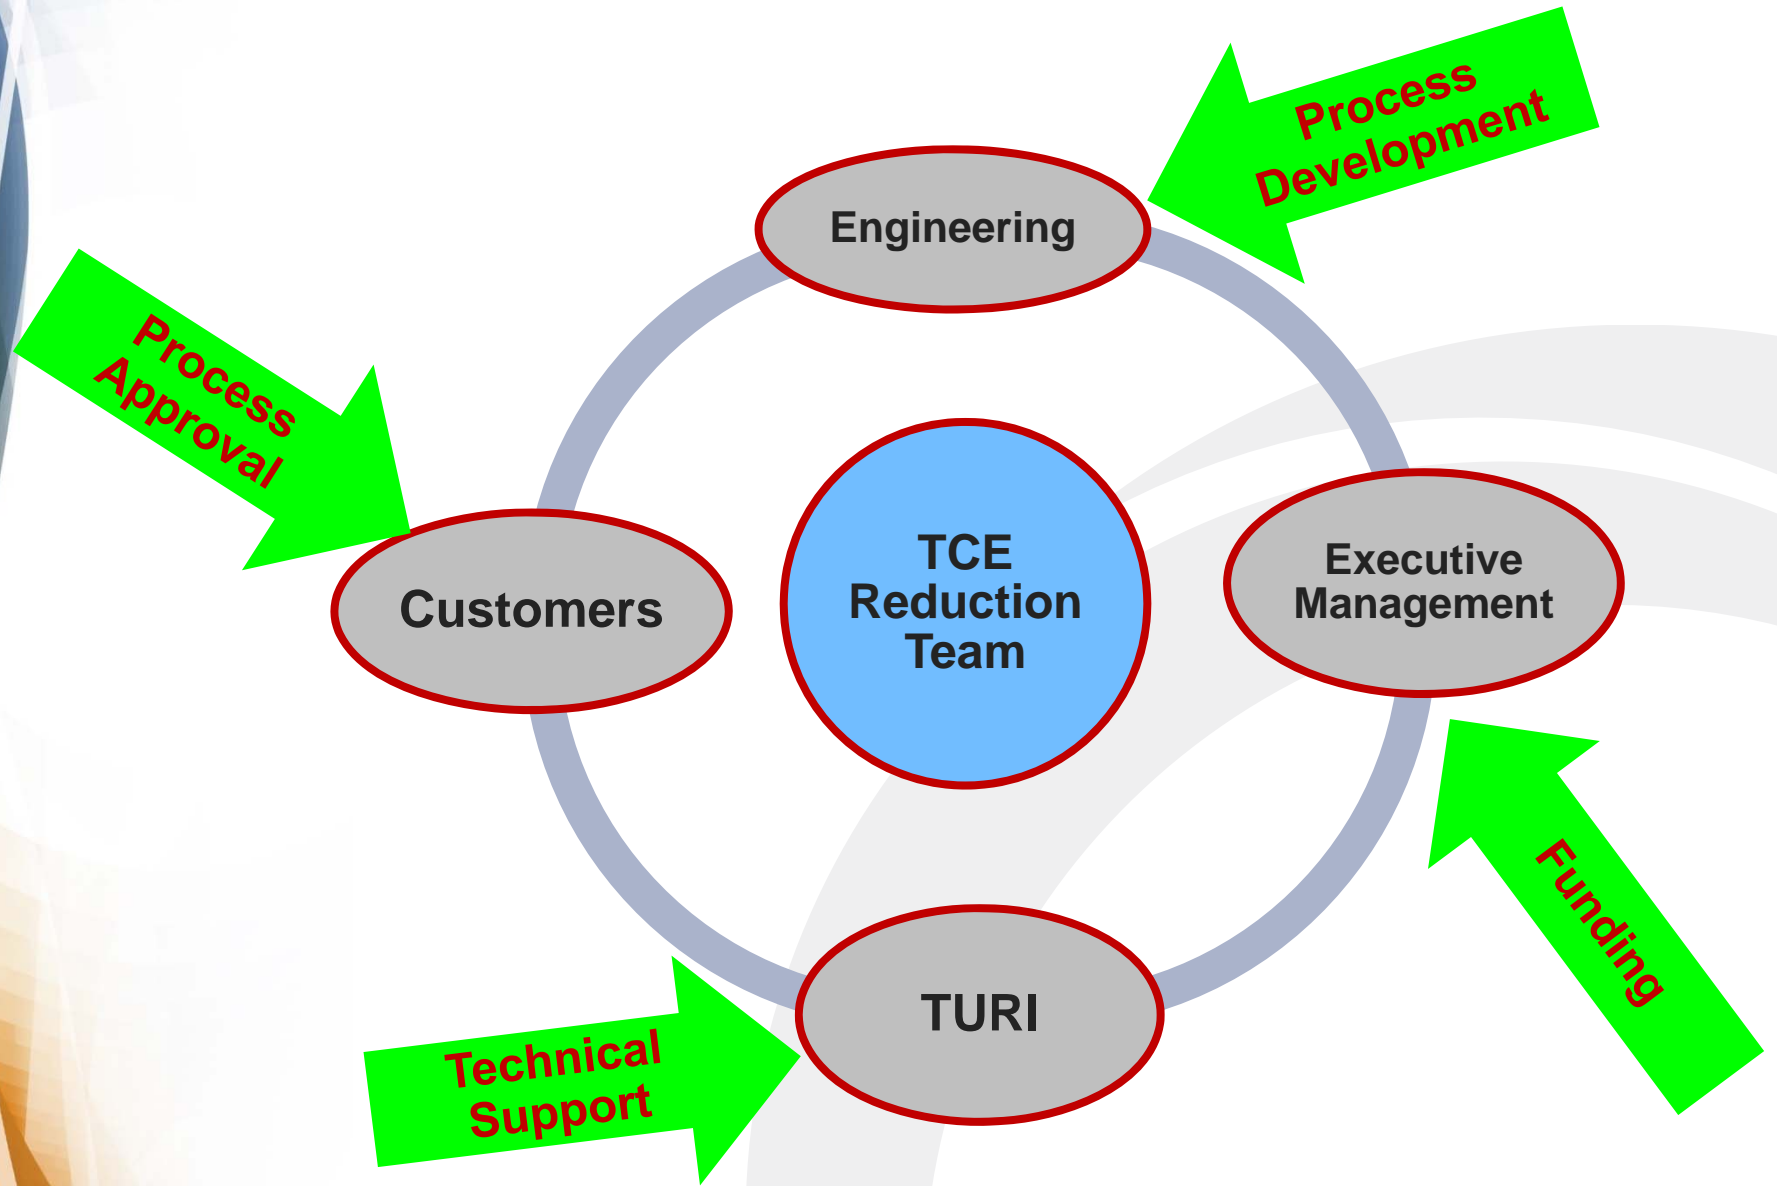 Process
Development
Engineering
Process
Approval
TCE
Reduction
Team
Executive
Management
Customers
Funding
TURI
Technical
Support